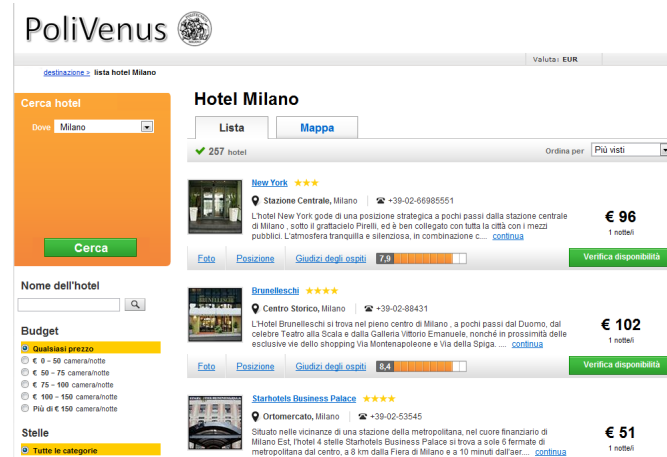 PoliVenus
Valuta: EUR
destinazione > lista hotel Milano
Cerca hotel
Dove Milano
Cerca
Nome dell'hotel
Budget
Qualsiasi prezzo
€ 0 – 50 camera/notte
€ 50 – 75 camera/notte
€ 75 – 100 camera/notte
€ 100 – 150 camera/notte
Più di € 150 camera/notte
Stelle
Tutte le categorie
Hotel Milano
Lista Mappa
257 hotel Ordina per Più visti
New York
Stazione Centrale, Milano +39-02-66985551
L'hotel New York gode di una posizione strategica a pochi passi dalla stazione centrale
di Milano , sotto il grattacielo Pirelli, ed è ben collegato con tutta la città con i mezzi
pubblici. L'atmosfera tranquilla e silenziosa, in combinazione c.... continua
€ 96
1 notte/i
Foto Posizione Giudizi degli ospiti 7,9 Verifica disponibilità
Brunelleschi
Centro Storico, Milano +39-02-88431
L'Hotel Brunelleschi si trova nel pieno centro di Milano , a pochi passi dal Duomo, dal
celebre Teatro alla Scala e dalla Galleria Vittorio Emanuele, nonché in prossimità delle
esclusive vie dello shopping Via Montenapoleone e Via della Spiga. .... continua
€ 102
1 notte/i
Foto Posizione Giudizi degli ospiti 8,4 Verifica disponibilità
Starhotels Business Palace
Ortomercato, Milano +39-02-53545
Situato nelle vicinanze di una stazione della metropolitana, nel cuore finanziario di
Milano Est, l'hotel 4 stelle Starhotels Business Palace si trova a sole 6 fermate di
metropolitana dal centro, a 8 km dalla Fiera di Milano e a 10 minuti dall'aer.... continua
€ 51
1 notte/i